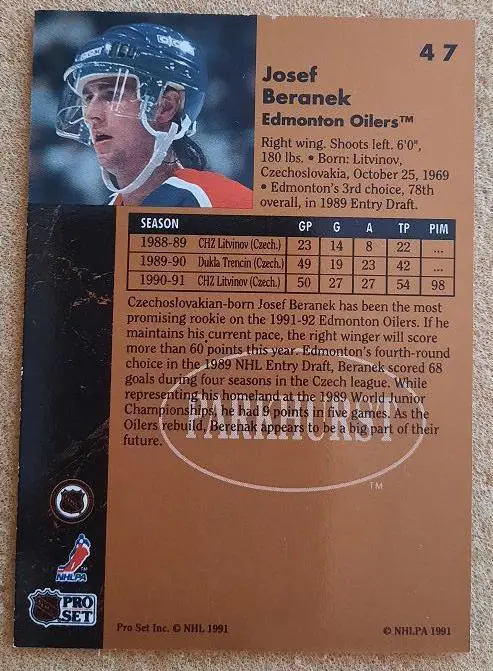 47
Josef
Beranek
Edmonton Oilers™
Right wing. Shoots left. 6'0",
180 lbs. • Born: Litvinov,
Czechoslovakia, October 25, 1969
• Edmonton's 3rd choice, 78th
overall, in 1989 Entry Draft.
SEASON GP G A TP PIM
1988-89 CHZ Litvinov (Czech.) 23 14 8 22 ...
1989-90 Dukla Trencin (Czech.) 49 19 23 42 ...
1990-91 CHZ Litvinov (Czech.) 50 27 27 54 98
Czechoslovakian-born Josef Beranek has been the most
promising rookie on the 1991-92 Edmonton Oilers. If he
maintains his current pace, the right winger will score
more than 60 points this year. Edmonton's fourth-round
choice in the 1989 NHL Entry Draft, Beranek scored 68
goals during four seasons in the Czech league. While
representing his homeland at the 1989 World Junior
Championships, he had 9 points in five games. As the
Oilers rebuild, Berenak appears to be a big part of their
future.
PARKHURST
TM
NHLPA
PRO
SET
Pro Set Inc. © NHL 1991
© NHLPA 1991